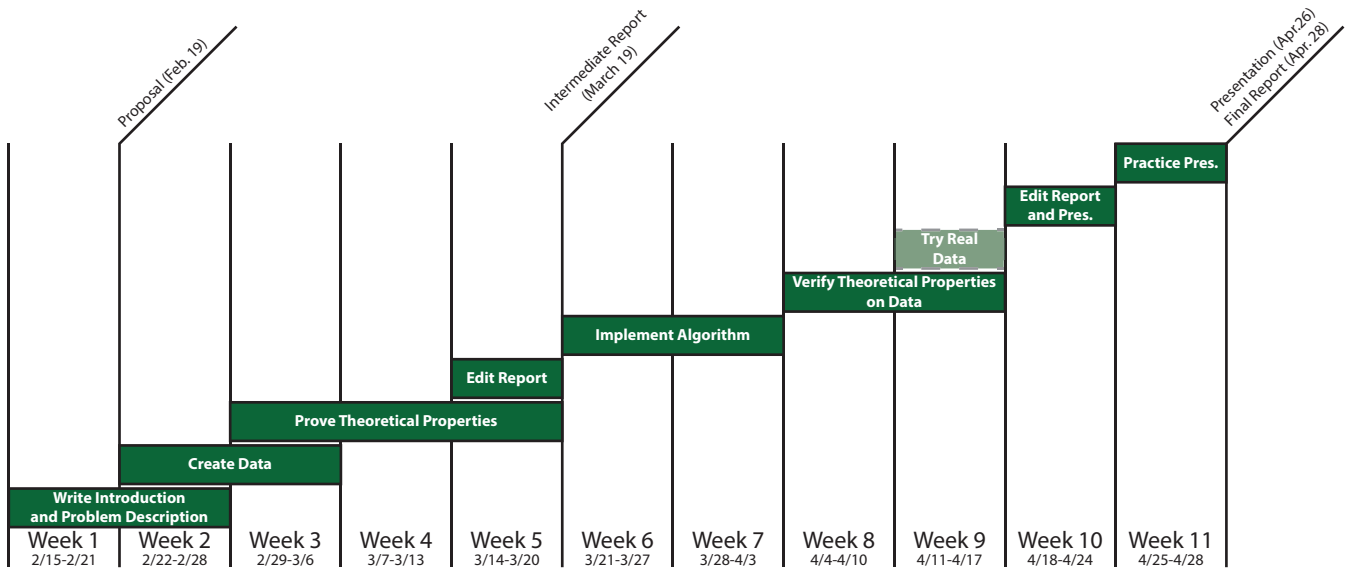 Proposal (Feb. 19)
Intermediate Report
(March 19)
Presentation (Apr.26)
Final Report (Apr. 28)
Practice Pres.
Edit Report
and Pres.
Try Real
Data
Verify Theoretical Properties
on Data
Implement Algorithm
Edit Report
Prove Theoretical Properties
Create Data
Write Introduction
and Problem Description
Week 1
2/15-2/21
Week 2
2/22-2/28
Week 3
2/29-3/6
Week 4
3/7-3/13
Week 5
3/14-3/20
Week 6
3/21-3/27
Week 7
3/28-4/3
Week 8
4/4-4/10
Week 9
4/11-4/17
Week 10
4/18-4/24
Week 11
4/25-4/28